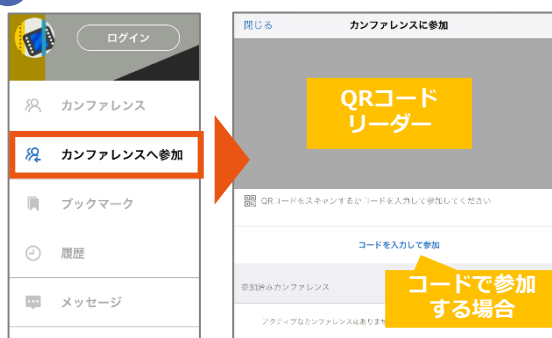 ログイン
カンファレンス
カンファレンスへ参加
ブックマーク
履歴
メッセージ
閉じる
カンファレンスに参加
QRコード
リーダー
QRコードをスキャンするかコードを入力して参加してください
コードを入力して参加
参加済みカンファレンス
コードで参加
する場合
アクティブなカンファレンスはありませ